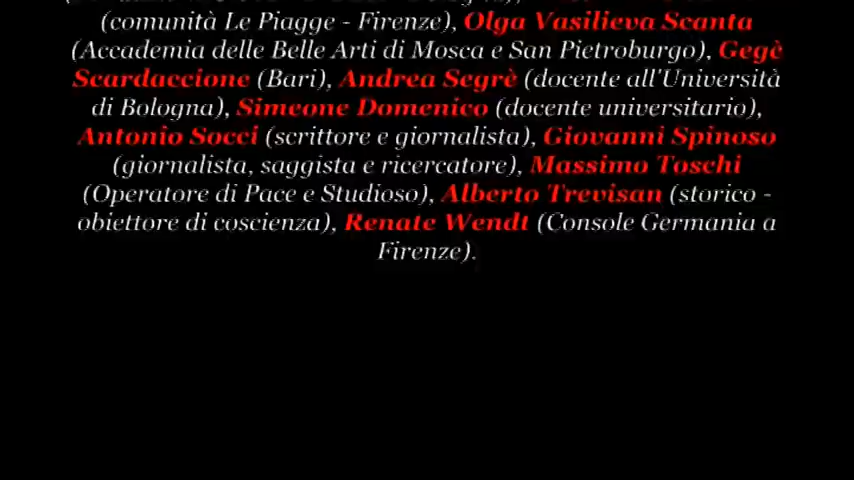 (comunità Le Piagge - Firenze), Olga Vasilieva Scanta
(Accademia delle Belle Arti di Mosca e San Pietroburgo), Gegè
Scardaccione (Bari), Andrea Segrè (docente all'Università
di Bologna), Simeone Domenico (docente universitario),
Antonio Socci (scrittore e giornalista), Giovanni Spinoso
(giornalista, saggista e ricercatore), Massimo Toschi
(Operatore di Pace e Studioso), Alberto Trevisan (storico -
obiettore di coscienza), Renate Wendt (Console Germania a
Firenze).